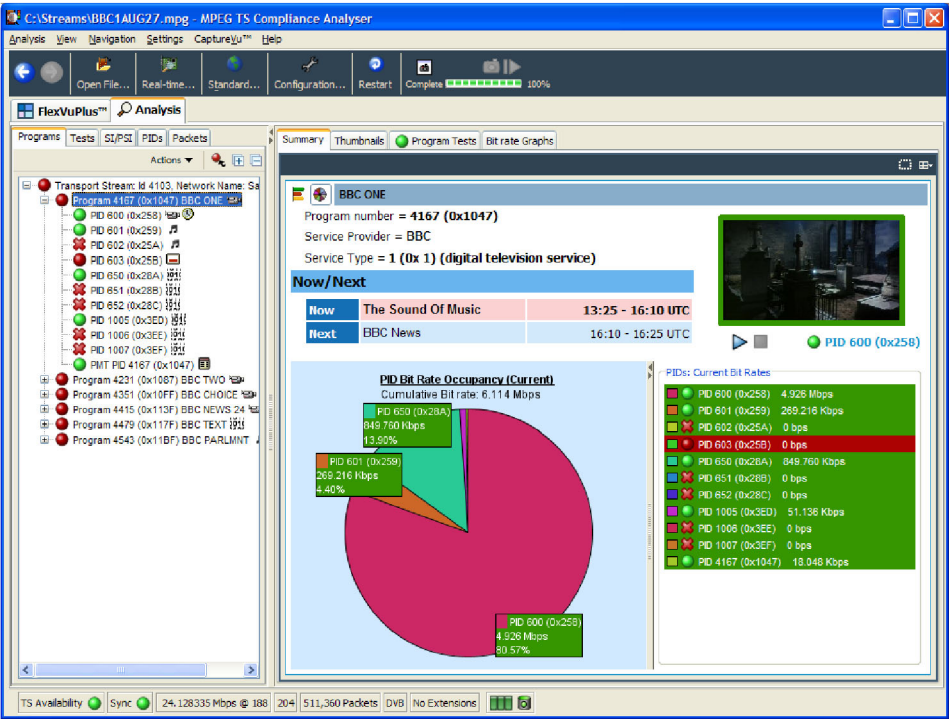 C:\Streams\BBC1AUG27.mpg - MPEG TS Compliance Analyser
Analysis View Navigation Settings CaptureVu™ Help
Open File... Real-time... Standard... Configuration... Restart Complete 100%
FlexVuPlus™ Analysis
Programs Tests SI/PSI PIDs Packets
Actions
Transport Stream: Id 4103, Network Name: Sa
Program 4167 (0x1047) BBC ONE
PID 600 (0x258)
PID 601 (0x259)
PID 602 (0x25A)
PID 603 (0x25B)
PID 650 (0x28A)
PID 651 (0x28B)
PID 652 (0x28C)
PID 1005 (0x3ED)
PID 1006 (0x3EE)
PID 1007 (0x3EF)
PMT PID 4167 (0x1047)
Program 4231 (0x1087) BBC TWO
Program 4351 (0x10FF) BBC CHOICE
Program 4415 (0x113F) BBC NEWS 24
Program 4479 (0x117F) BBC TEXT
Program 4543 (0x11BF) BBC PARLMNT
Summary Thumbnails Program Tests Bit rate Graphs
BBC ONE
Program number = 4167 (0x1047)
Service Provider = BBC
Service Type = 1 (0x 1) (digital television service)
Now/Next
Now The Sound Of Music 13:25 - 16:10 UTC
Next BBC News 16:10 - 16:25 UTC
PID 600 (0x258)
PID Bit Rate Occupancy (Current)
Cumulative Bit rate: 6.114 Mbps
PID 650 (0x28A)
849.760 Kbps
13.90%
PID 601 (0x259)
269.216 Kbps
4.40%
PID 600 (0x258)
4.926 Mbps
80.57%
PIDs: Current Bit Rates
PID 600 (0x258) 4.926 Mbps
PID 601 (0x259) 269.216 Kbps
PID 602 (0x25A) 0 bps
PID 603 (0x25B) 0 bps
PID 650 (0x28A) 849.760 Kbps
PID 651 (0x28B) 0 bps
PID 652 (0x28C) 0 bps
PID 1005 (0x3ED) 51.136 Kbps
PID 1006 (0x3EE) 0 bps
PID 1007 (0x3EF) 0 bps
PID 4167 (0x1047) 18.048 Kbps
TS Availability Sync 24.128335 Mbps @ 188 204 511,360 Packets DVB No Extensions